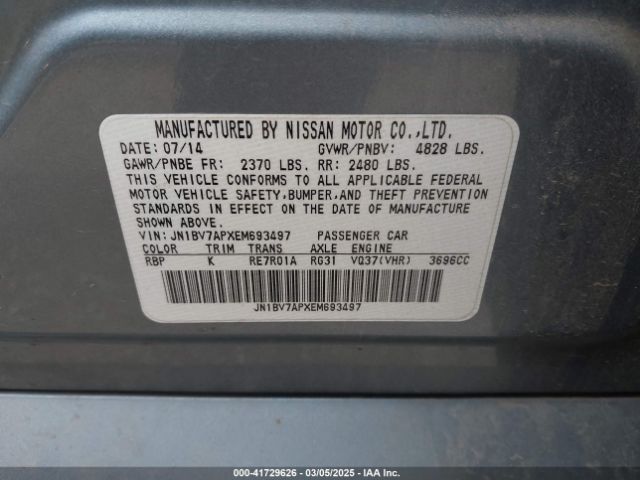 MANUFACTURED BY NISSAN MOTOR CO.,LTD.
DATE: 07/14 GVWR/PNBV: 4828 LBS.
GAWR/PNBE FR: 2370 LBS. RR: 2480 LBS.
THIS VEHICLE CONFORMS TO ALL APPLICABLE FEDERAL
MOTOR VEHICLE SAFETY,BUMPER,AND THEFT PREVENTION
STANDARDS IN EFFECT ON THE DATE OF MANUFACTURE
SHOWN ABOVE.
VIN: JN1BV7APXEM693497 PASSENGER CAR
COLOR TRIM TRANS AXLE ENGINE
RBP K RE7R01A RG31 VQ37(VHR) 3696CC
JN1BV7APXEM693497
000-41729626 - 03/05/2025 - IAA Inc.